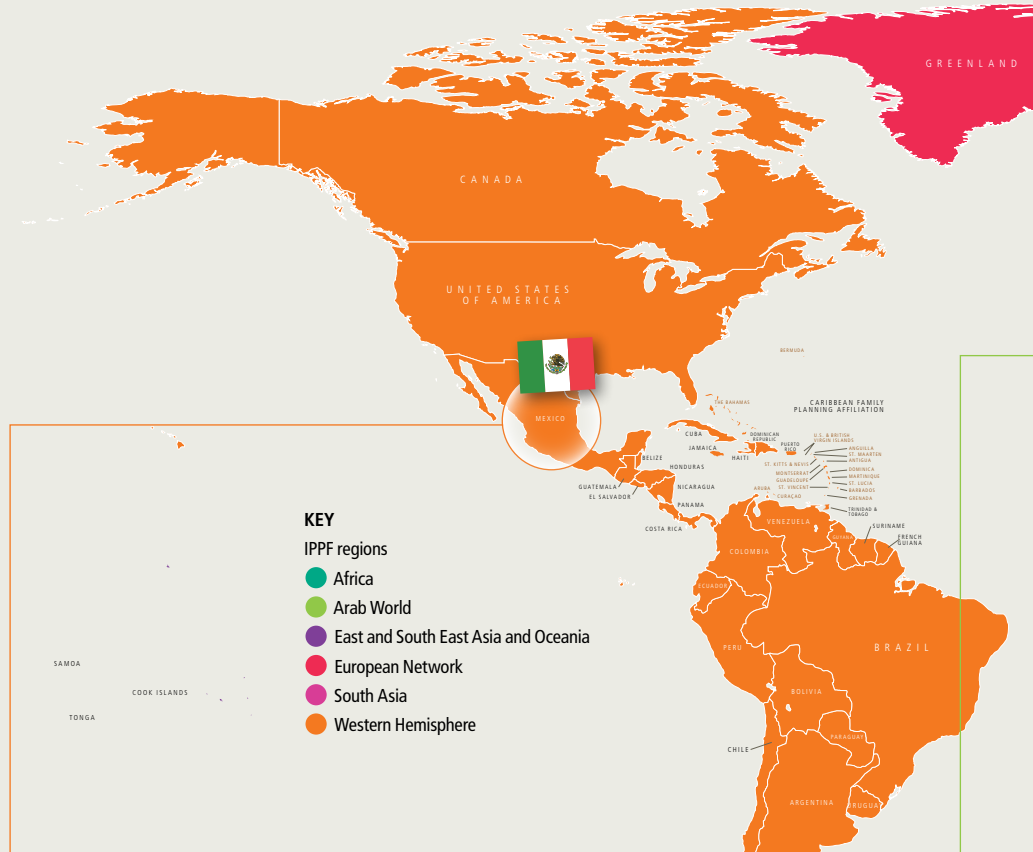 GREENLAND
CANADA
UNITED STATES
OF AMERICA
BERMUDA
MEXICO
THE BAHAMAS
CARIBBEAN FAMILY
PLANNING AFFILIATION
CUBA
DOMINICAN
REPUBLIC
PUERTO
RICO
U.S. & BRITISH
VIRGIN ISLANDS
JAMAICA
HAITI
ANGUILLA
ST. MAARTEN
ANTIGUA
BELIZE
HONDURAS
ST. KITTS & NEVIS
MONTSERRAT
GUADELOUPE
ST. VINCENT
DOMINICA
MARTINIQUE
ST. LUCIA
BARBADOS
GRENADA
GUATEMALA
EL SALVADOR
NICARAGUA
ARUBA
CURAÇAO
PANAMA
COSTA RICA
TRINIDAD &
TOBAGO
VENEZUELA
SURINAME
GUYANA
FRENCH
GUIANA
COLOMBIA
ECUADOR
PERU
BRAZIL
BOLIVIA
PARAGUAY
CHILE
ARGENTINA
URUGUAY
KEY
IPPF regions
Africa
Arab World
East and South East Asia and Oceania
European Network
South Asia
Western Hemisphere
SAMOA
COOK ISLANDS
TONGA